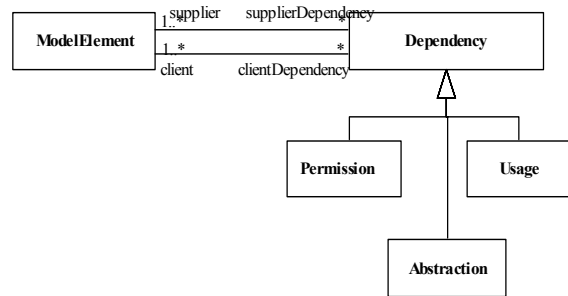 supplier supplierDependency
1..* *
ModelElement Dependency
1..* *
client clientDependency
Permission Usage
Abstraction